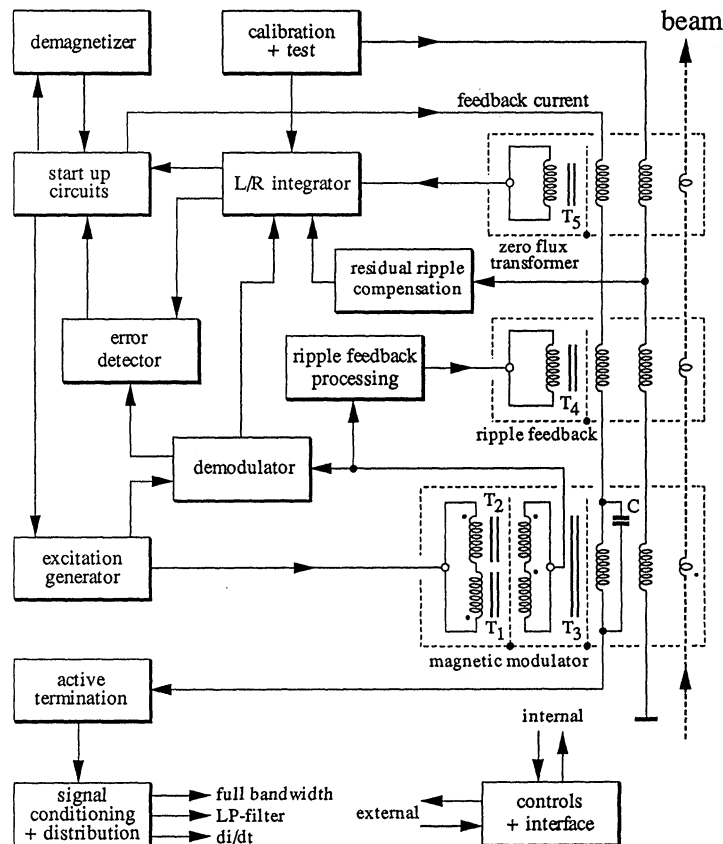 beam
demagnetizer
calibration
+ test
feedback current
start up
circuits
L/R integrator
T5
zero flux
transformer
residual ripple
compensation
error
detector
ripple feedback
processing
T4
ripple feedback
demodulator
T2
C
excitation
generator
T1
T3
magnetic modulator
active
termination
internal
signal
conditioning
+ distribution
full bandwidth
LP-filter
di/dt
external
controls
+ interface